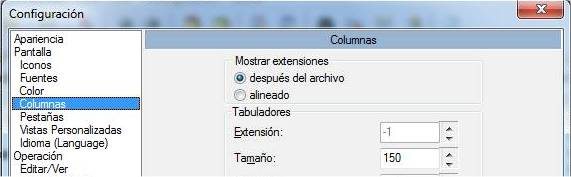 Configuración
Apariencia
Pantalla
Iconos
Fuentes
Color
Columnas
Pestañas
Vistas Personalizadas
Idioma (Language)
Operación
Editar/Ver
Columnas
Mostrar extensiones
después del archivo
alineado
Tabuladores
Extensión:
-1
Tamaño:
150